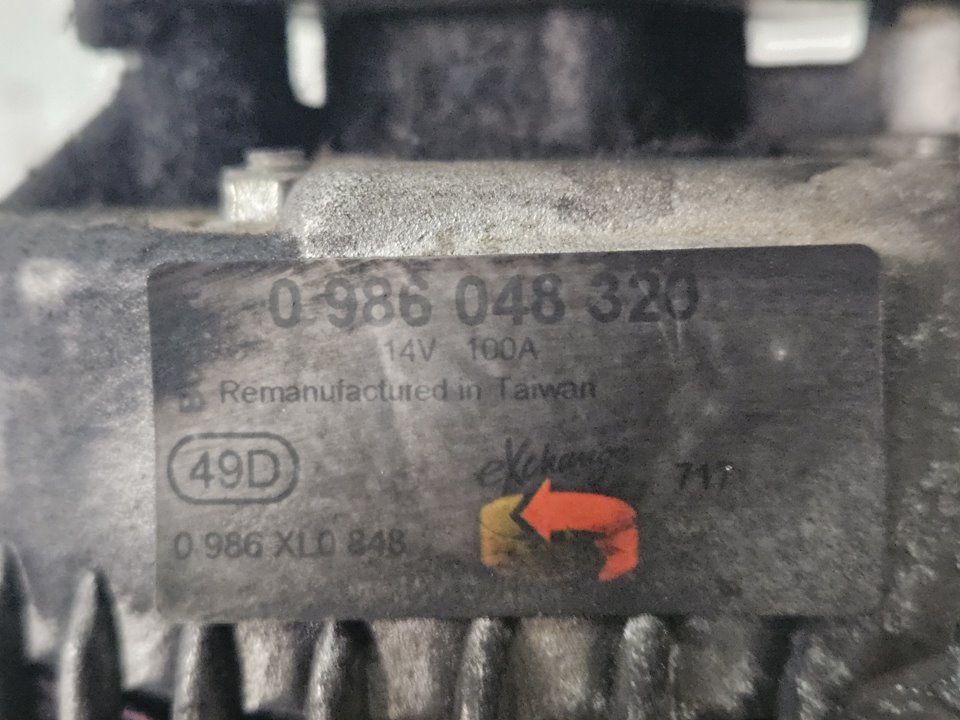 0 986 048 320
14V 100A
B Remanufactured in Taiwan
49D
eXchange
717
0 986 XL0 848